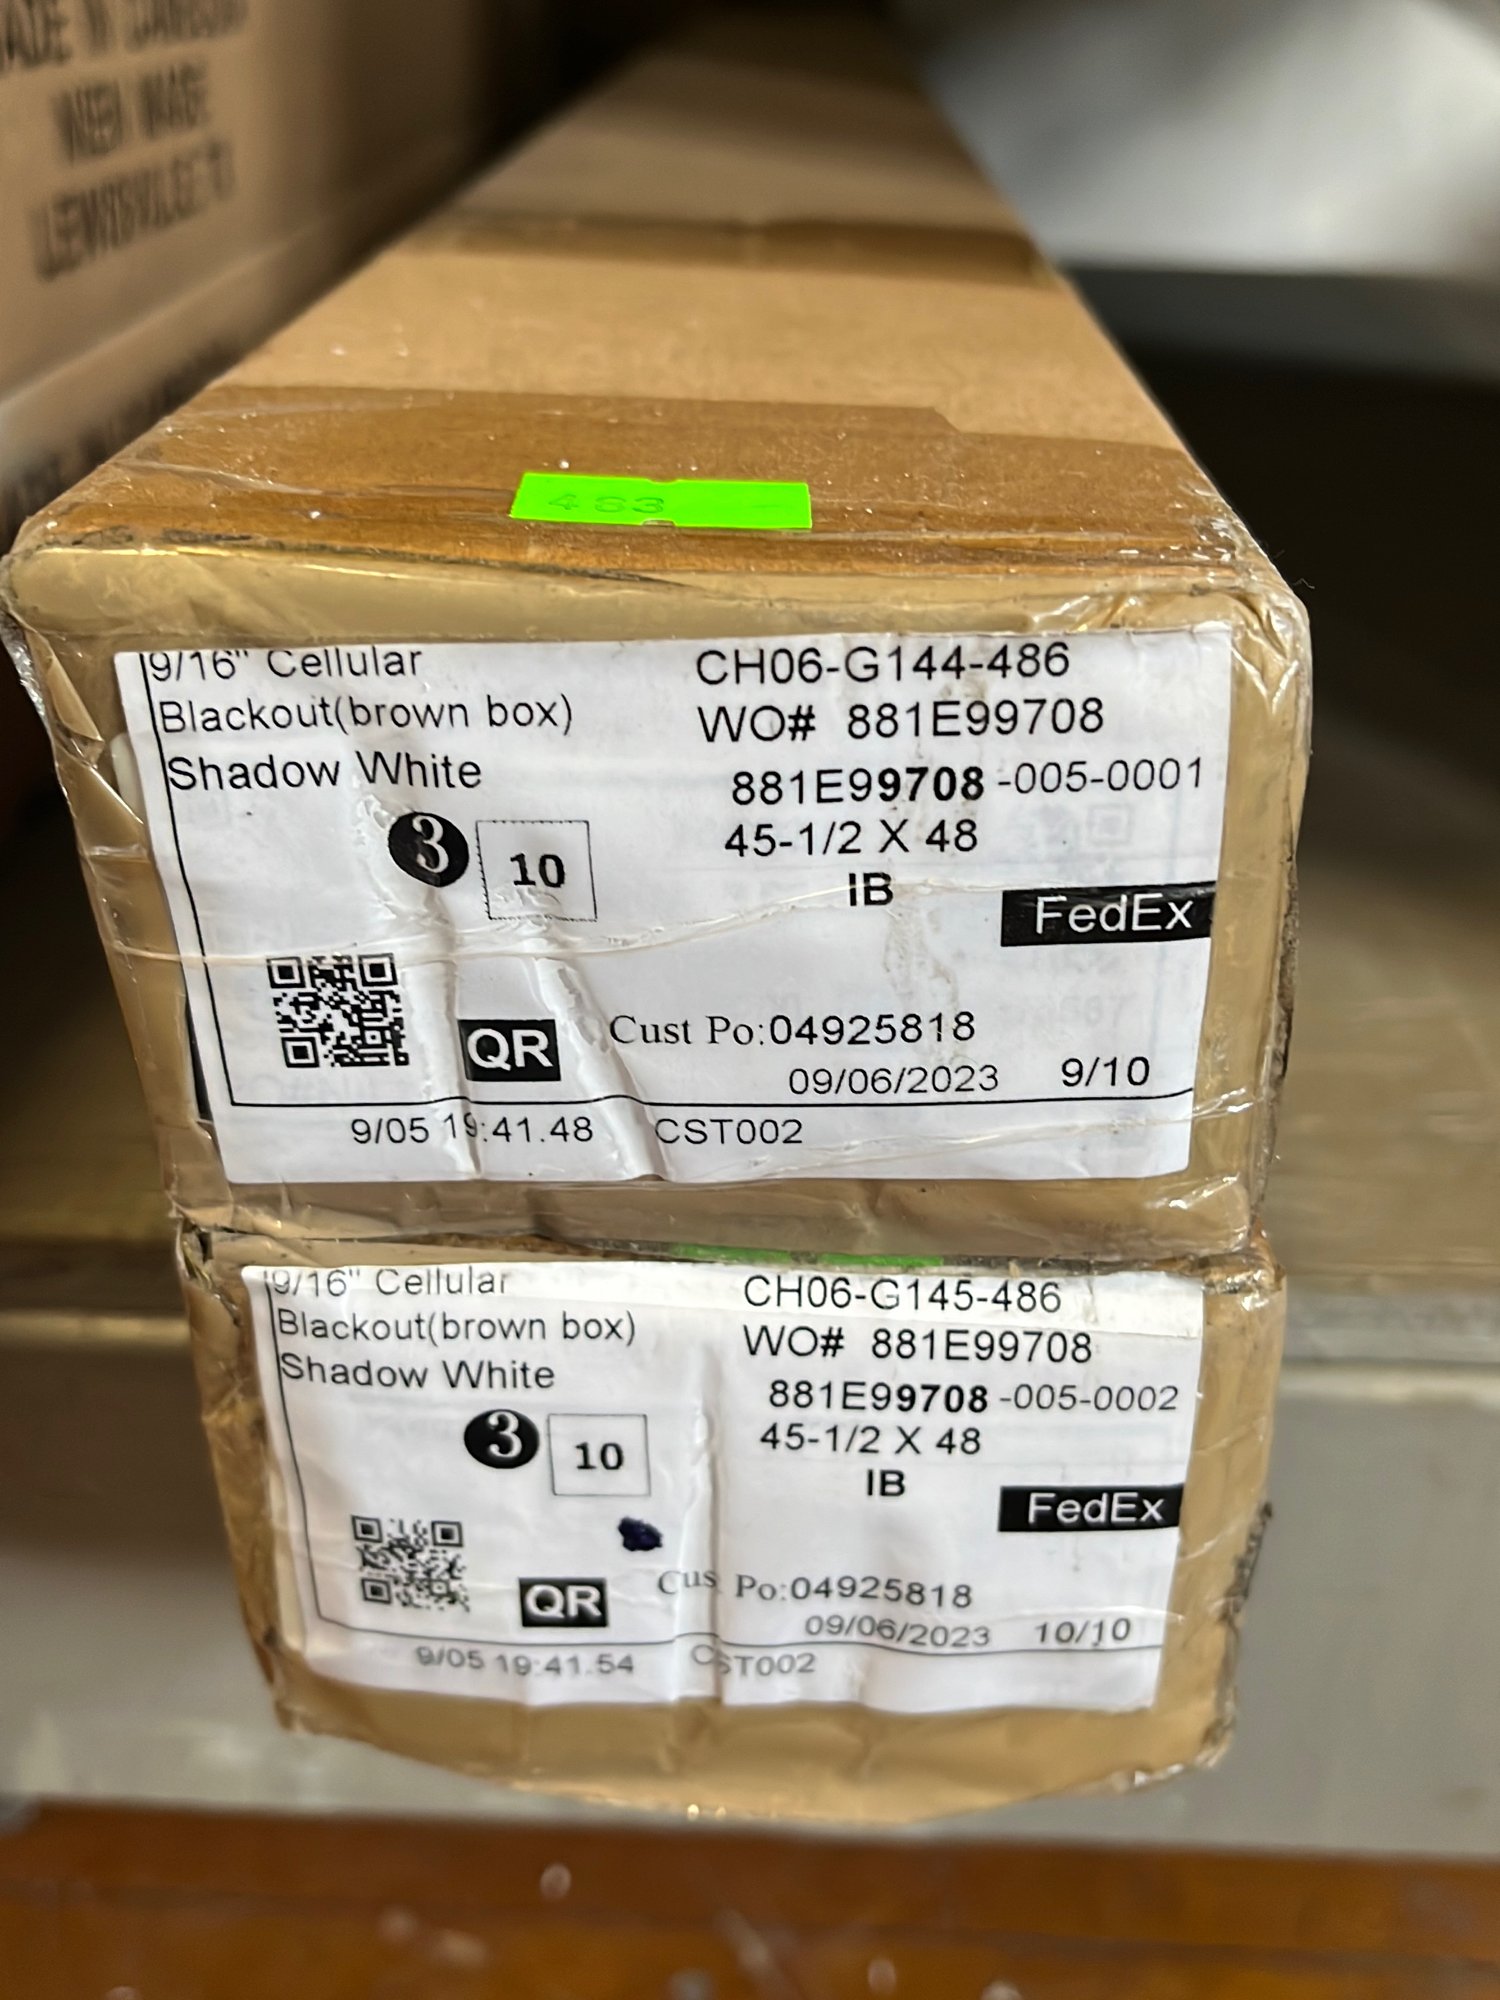 463
9/16" Cellular
Blackout(brown box)
Shadow White
3
10
CH06-G144-486
WO# 881E99708
881E99708 -005-0001
45-1/2 X 48
IB
FedEx
QR
Cust Po:04925818
09/06/2023 9/10
9/05 19:41.48 CST002
9/16" Cellular
Blackout(brown box)
Shadow White
3
10
CH06-G145-486
WO# 881E99708
881E99708 -005-0002
45-1/2 X 48
IB
FedEx
QR
Cust Po:04925818
09/06/2023 10/10
9/05 19:41.54 CST002